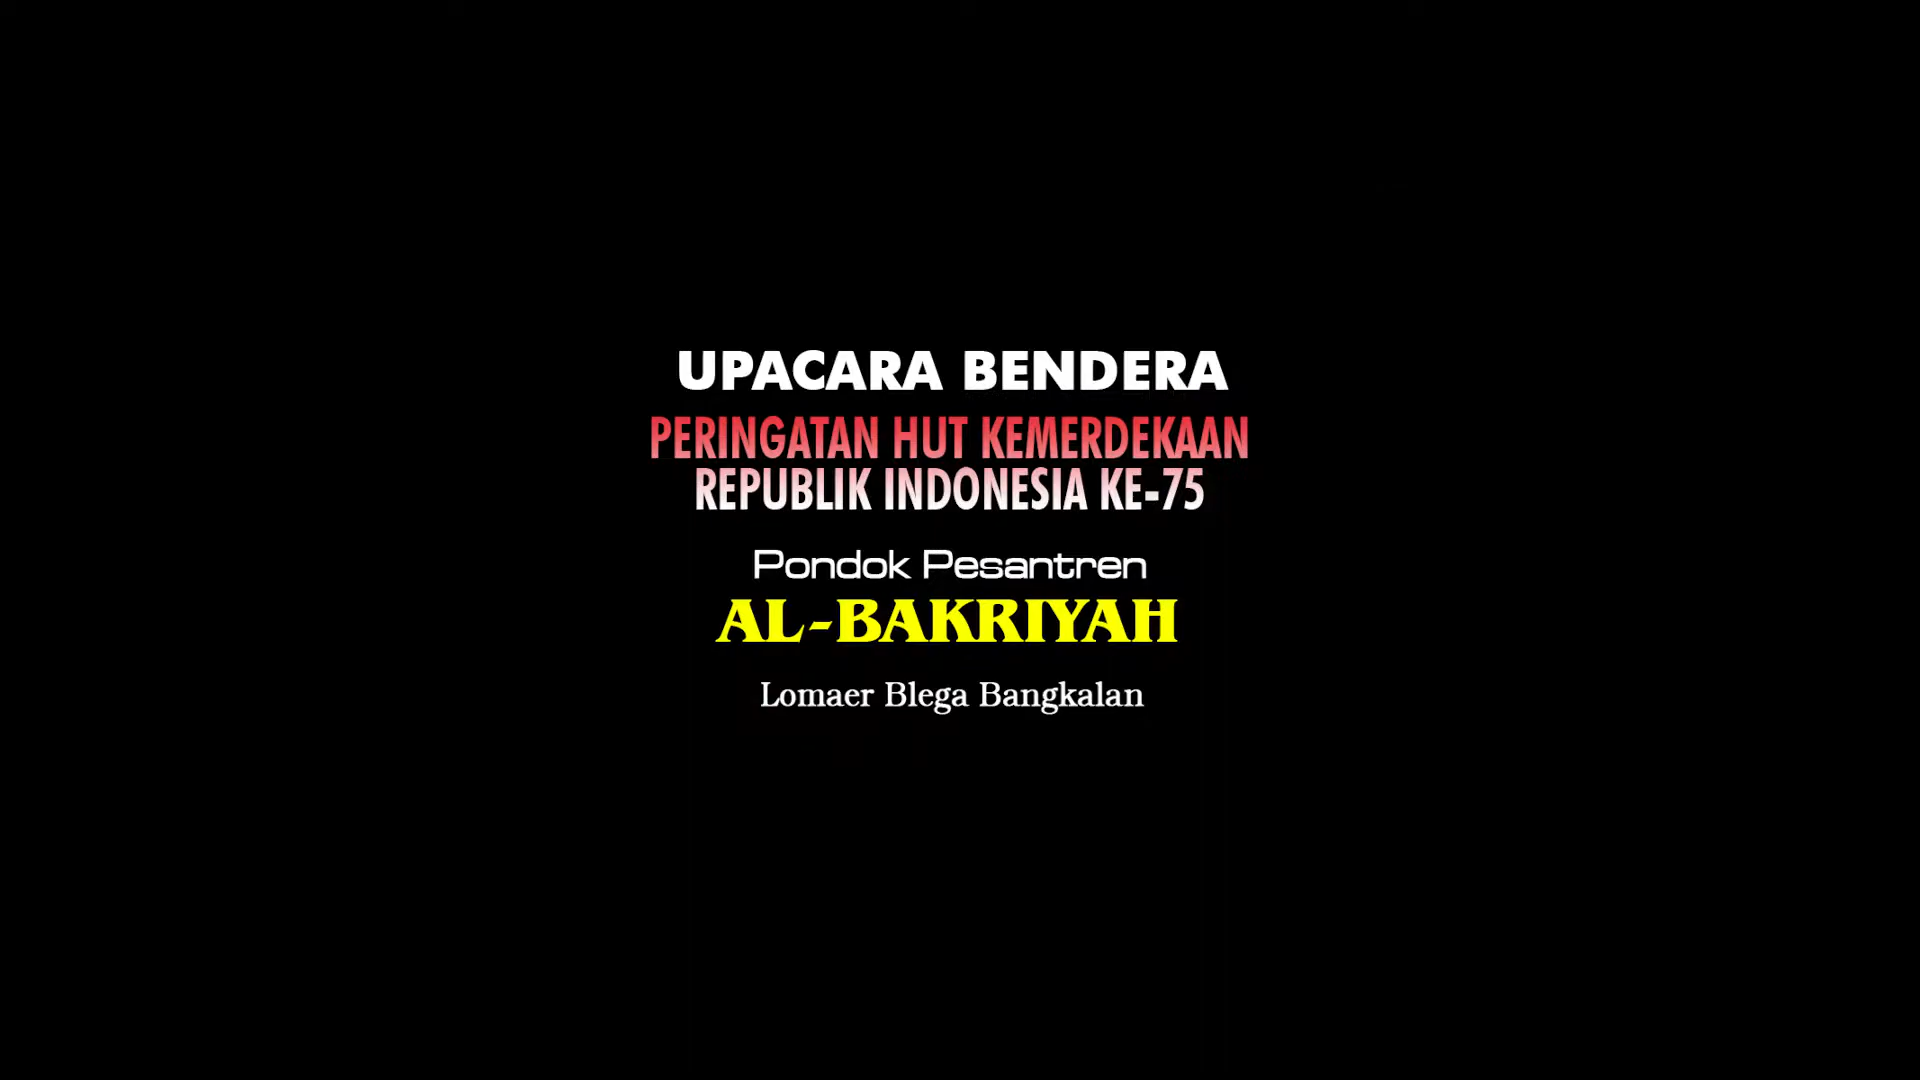 UPACARA BENDERA
PERINGATAN HUT KEMERDEKAAN
REPUBLIK INDONESIA KE-75
Pondok Pesantren
AL-BAKRIYAH
Lomaer Blega Bangkalan